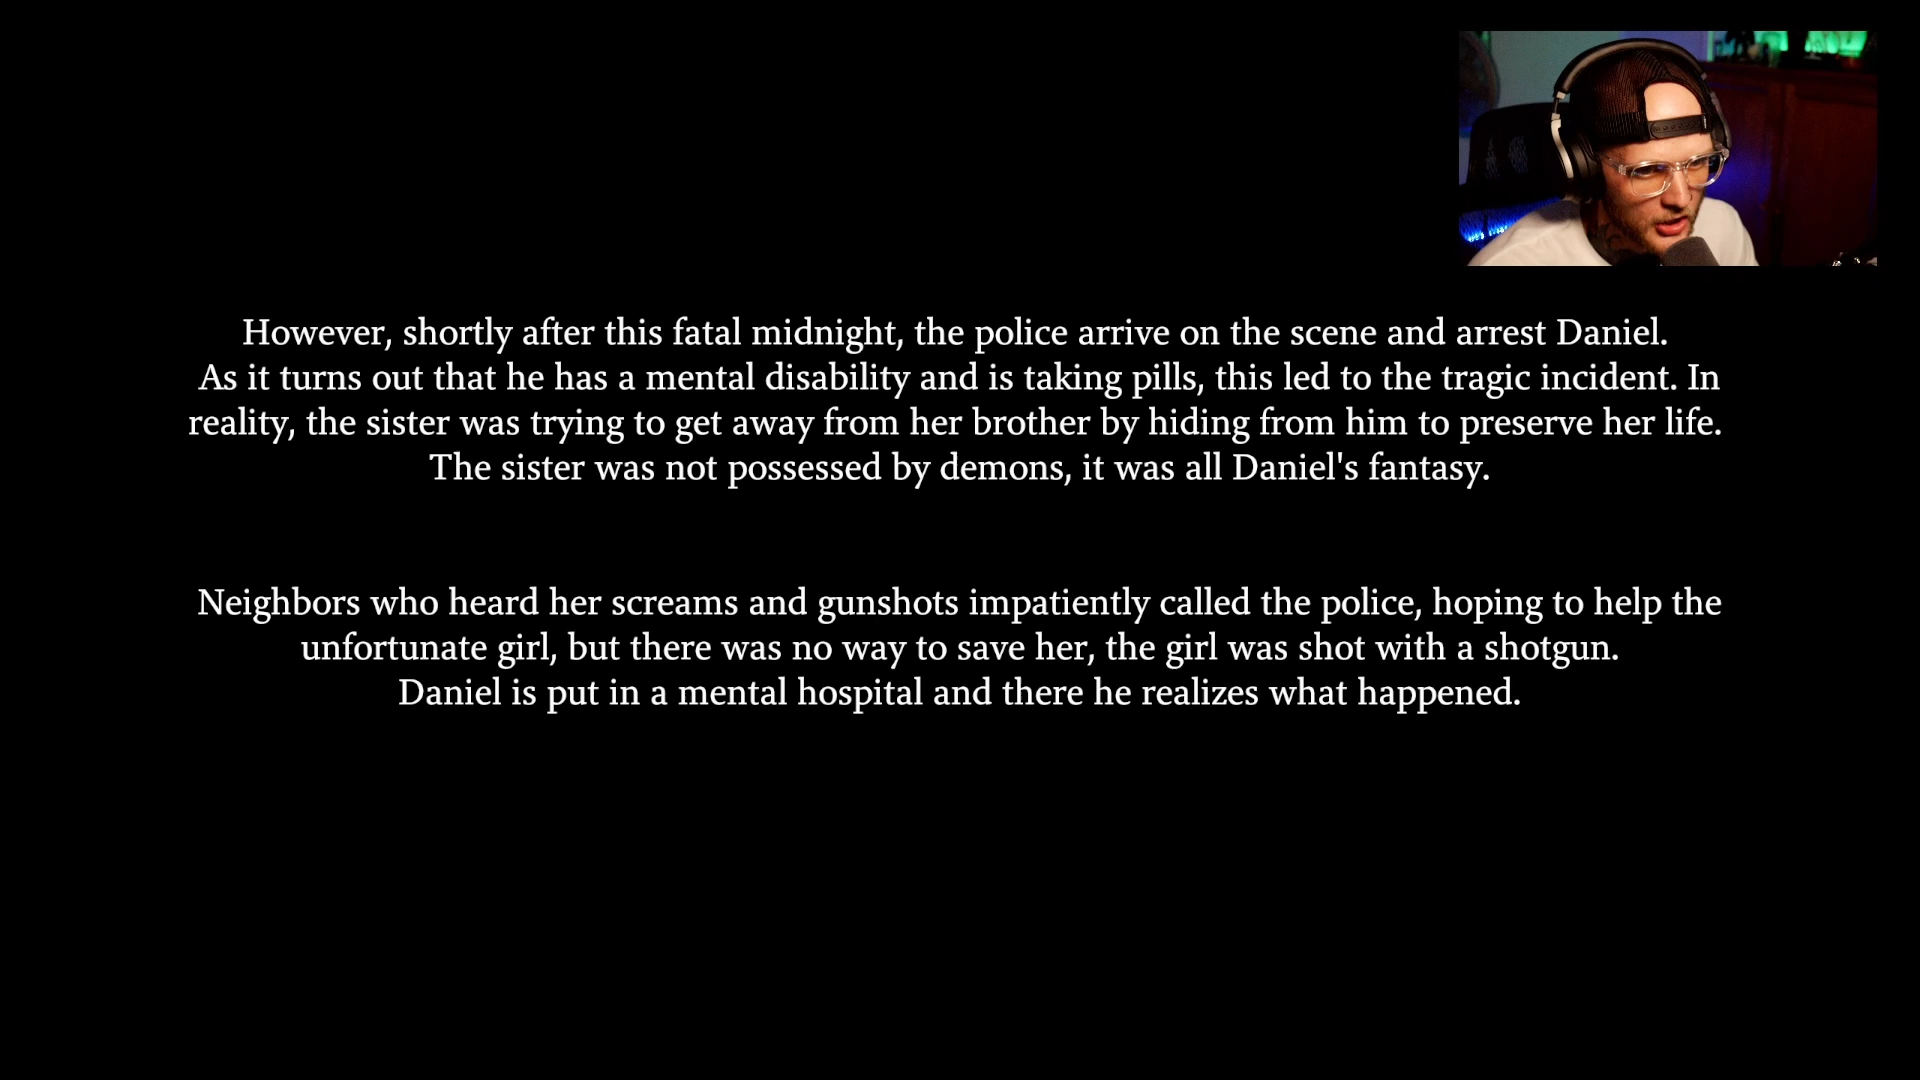 However, shortly after this fatal midnight, the police arrive on the scene and arrest Daniel.
As it turns out that he has a mental disability and is taking pills, this led to the tragic incident. In
reality, the sister was trying to get away from her brother by hiding from him to preserve her life.
The sister was not possessed by demons, it was all Daniel's fantasy.
Neighbors who heard her screams and gunshots impatiently called the police, hoping to help the
unfortunate girl, but there was no way to save her, the girl was shot with a shotgun.
Daniel is put in a mental hospital and there he realizes what happened.